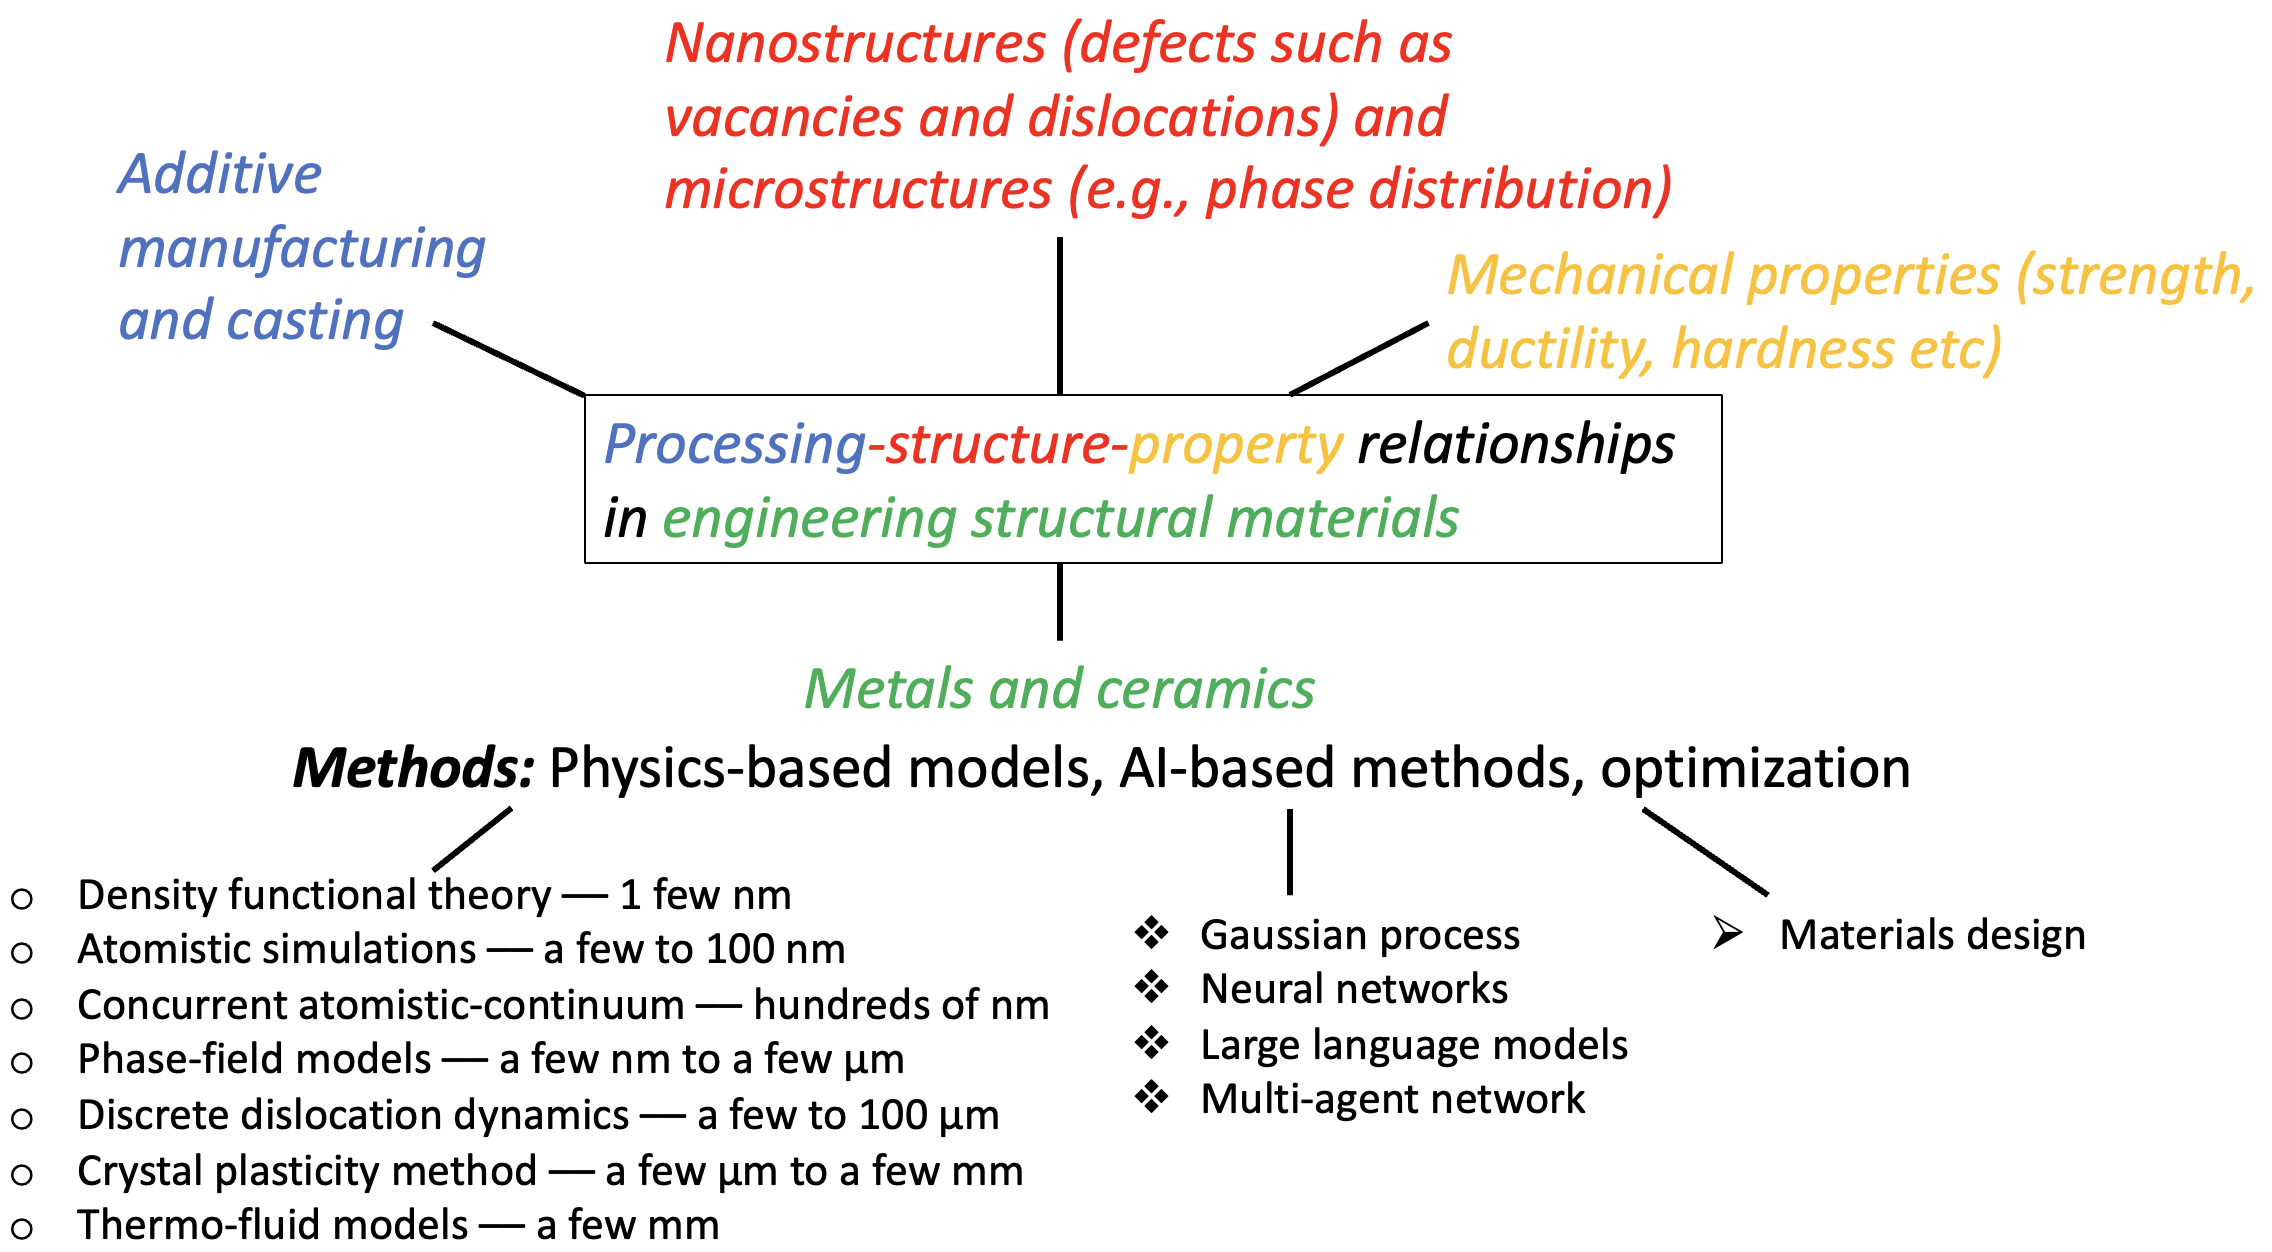 Nanostructures (defects such as
vacancies and dislocations) and
microstructures (e.g., phase distribution)
Additive
manufacturing
and casting
Mechanical properties (strength,
ductility, hardness etc)
Processing-structure-property relationships
in engineering structural materials
Metals and ceramics
Methods: Physics-based models, AI-based methods, optimization
Density functional theory — 1 few nm
Atomistic simulations — a few to 100 nm
Concurrent atomistic-continuum — hundreds of nm
Phase-field models — a few nm to a few μm
Discrete dislocation dynamics — a few to 100 μm
Crystal plasticity method — a few μm to a few mm
Thermo-fluid models — a few mm
Gaussian process
Neural networks
Large language models
Multi-agent network
Materials design